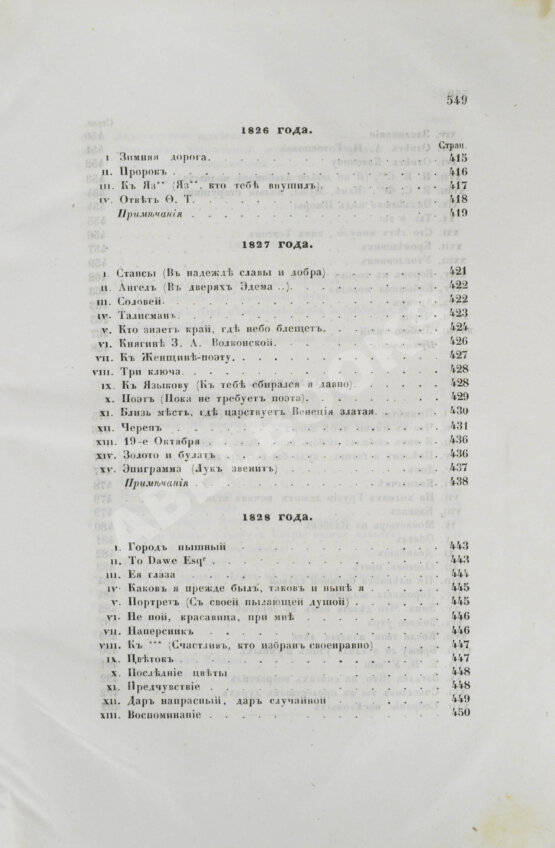 549
1826 ГОДА.
Стран.
I. Зимняя дорога. 415
II. Пророкъ 416
III. Къ Яз** (Яз**, кто тебѣ внушилъ). 417
IV. Отвѣтъ Ѳ. Т. 418
Примѣчанія 419
1827 ГОДА.
I. Стансы (Въ надеждѣ славы и добра) 421
II. Ангелъ (Въ дверяхъ Эдема ..). 422
III. Соловей. 422
IV. Талисманъ. 423
V. Кто знаетъ край, гдѣ небо блещетъ. 424
VI. Княгинѣ З. А. Волконской. 426
VII. Къ Женщинѣ-поэту. 427
VIII. Три ключа. 428
IX. Къ Языкову (Къ тебѣ сбирался я давно). 428
X. Поэтъ (Пока не требуетъ поэта). 429
XI. Близь мѣстъ, гдѣ царствуетъ Венеція златая. 430
XII. Черепъ 431
XIII. 19-е Октября 436
XIV. Золото и булатъ 436
XV. Эпиграмма (Лукъ звенитъ) 437
Примѣчанія 438
1828 ГОДА.
I. Городъ пышный 443
II. To Dawe Esqr 443
III. Ея глаза 444
IV. Каковъ я прежде былъ, таковъ и нынѣ я 445
V. Портретъ (Съ своей пылающей душой) 445
VI. Не пой, красавица, при мнѣ 446
VII. Наперсникъ 446
VIII. Къ *** (Счастливъ, кто избранъ своенравно) 447
IX. Цвѣтокъ 447
X. Послѣдніе цвѣты 448
XI. Предчувствіе 448
XII. Даръ напрасный, даръ случайной 449
XIII. Воспоминаніе 450